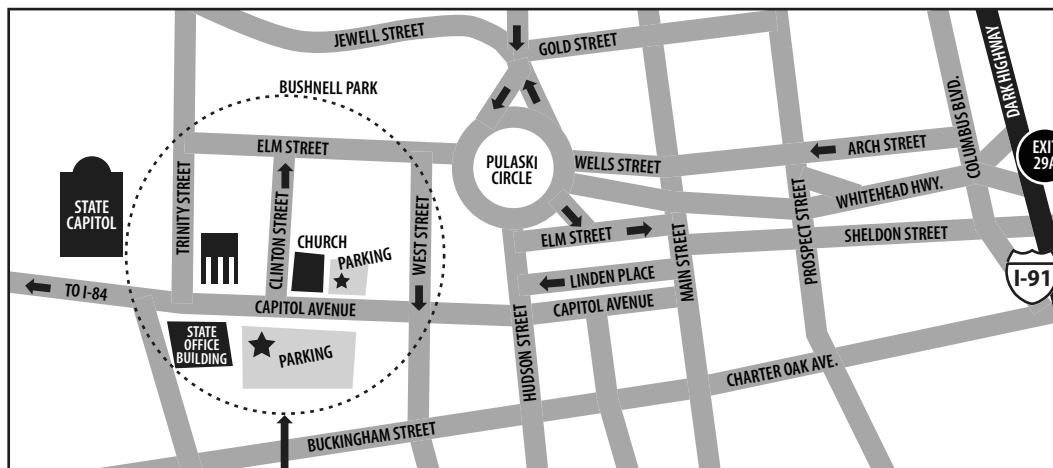 JEWELL STREET
GOLD STREET
DARK HIGHWAY
BUSHNELL PARK
COLUMBUS BLVD.
ELM STREET
PULASKI
CIRCLE
WELLS STREET
ARCH STREET
EXIT
29A
STATE
CAPITOL
TRINITY STREET
CLINTON STREET
WEST STREET
WHITEHEAD HWY.
CHURCH
PARKING
ELM STREET
MAIN STREET
PROSPECT STREET
SHELDON STREET
LINDEN PLACE
I-91
TO I-84
CAPITOL AVENUE
CAPITOL AVENUE
HUDSON STREET
STATE
OFFICE
BUILDING
PARKING
CHARTER OAK AVE.
BUCKINGHAM STREET